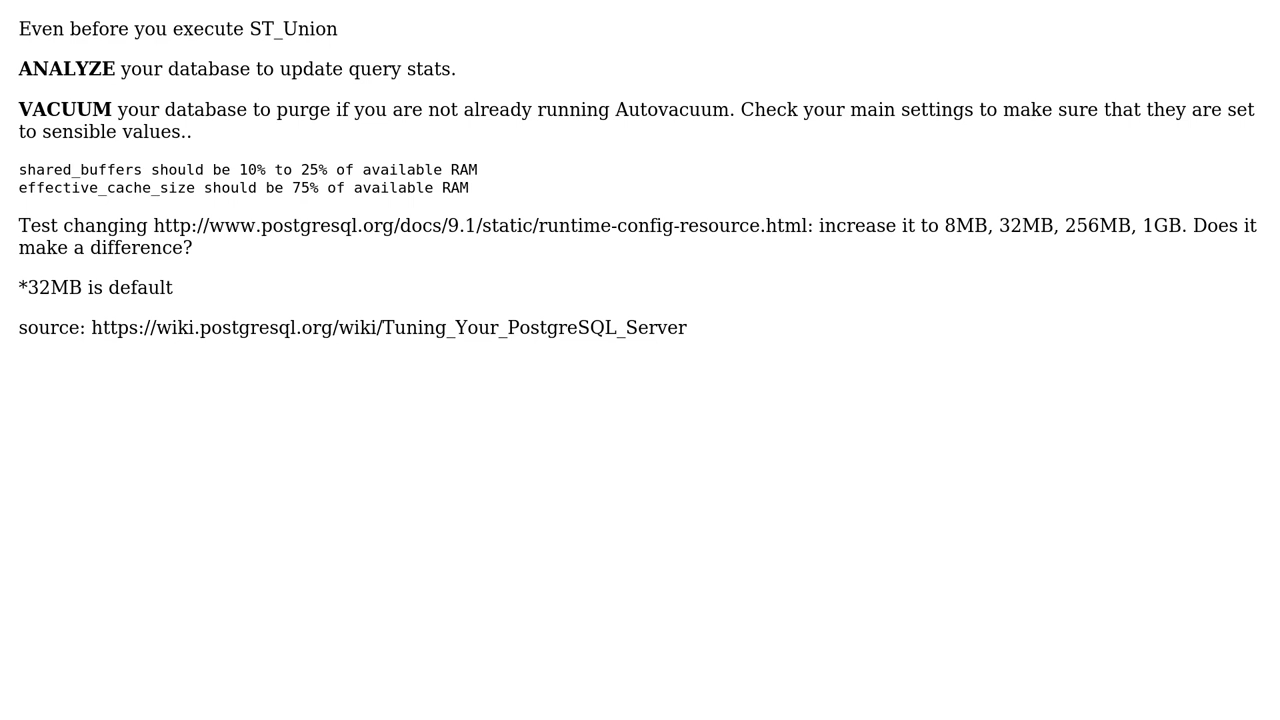 Even before you execute ST_Union
ANALYZE your database to update query stats.
VACUUM your database to purge if you are not already running Autovacuum. Check your main settings to make sure that they are set
to sensible values..
shared_buffers should be 10% to 25% of available RAM
effective_cache_size should be 75% of available RAM
Test changing http://www.postgresql.org/docs/9.1/static/runtime-config-resource.html: increase it to 8MB, 32MB, 256MB, 1GB. Does it
make a difference?
*32MB is default
source: https://wiki.postgresql.org/wiki/Tuning_Your_PostgreSQL_Server